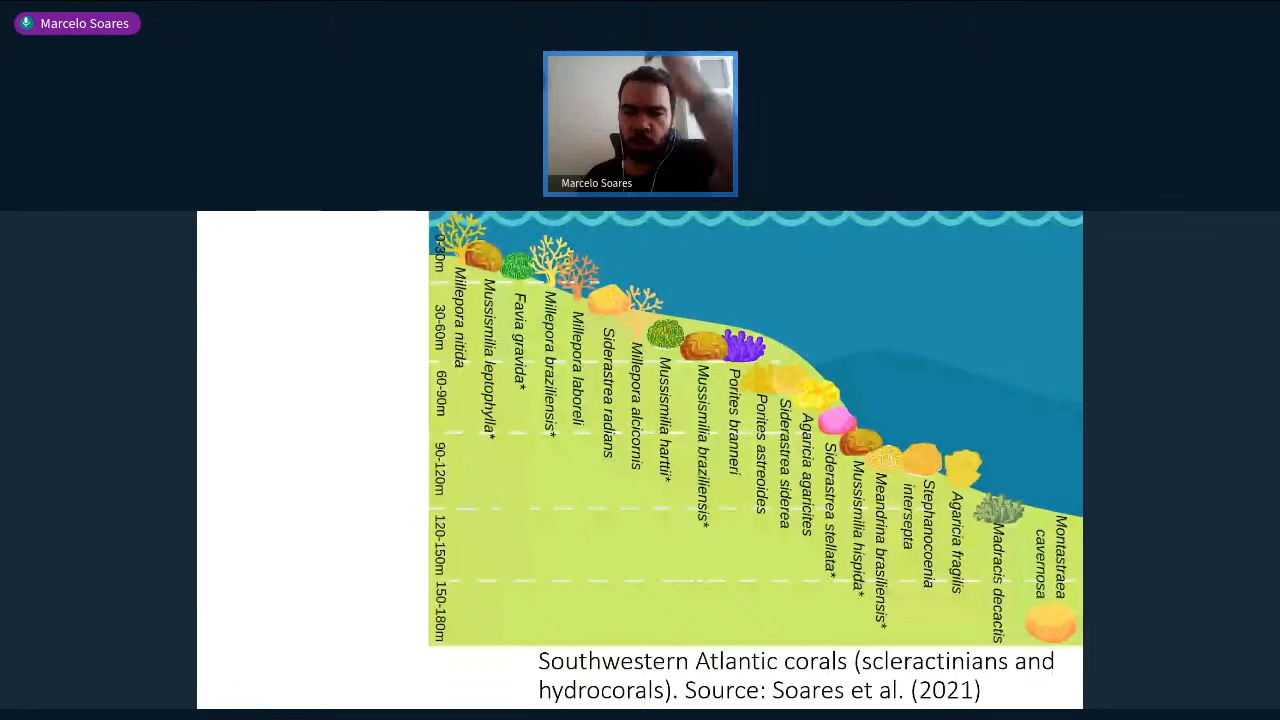 Marcelo Soares
Marcelo Soares
0-30m
30-60m
60-90m
90-120m
120-150m
150-180m
Millepora nitida
Mussismilia leptophylla*
Favia gravida*
Millepora braziliensis*
Millepora laboreli
Siderastrea radians
Millepora alcicornis
Mussismilia harttii*
Mussismilia braziliensis*
Porites branneri
Porites astreoides
Siderastrea siderea
Agaricia agaricites
Siderastrea stellata*
Mussismilia hispida*
Meandrina brasiliensis*
Stephanocoenia
intersepta
Agaricia fragilis
Madracis decactis
Montastraea
cavernosa
Southwestern Atlantic corals (scleractinians and
hydrocorals). Source: Soares et al. (2021)